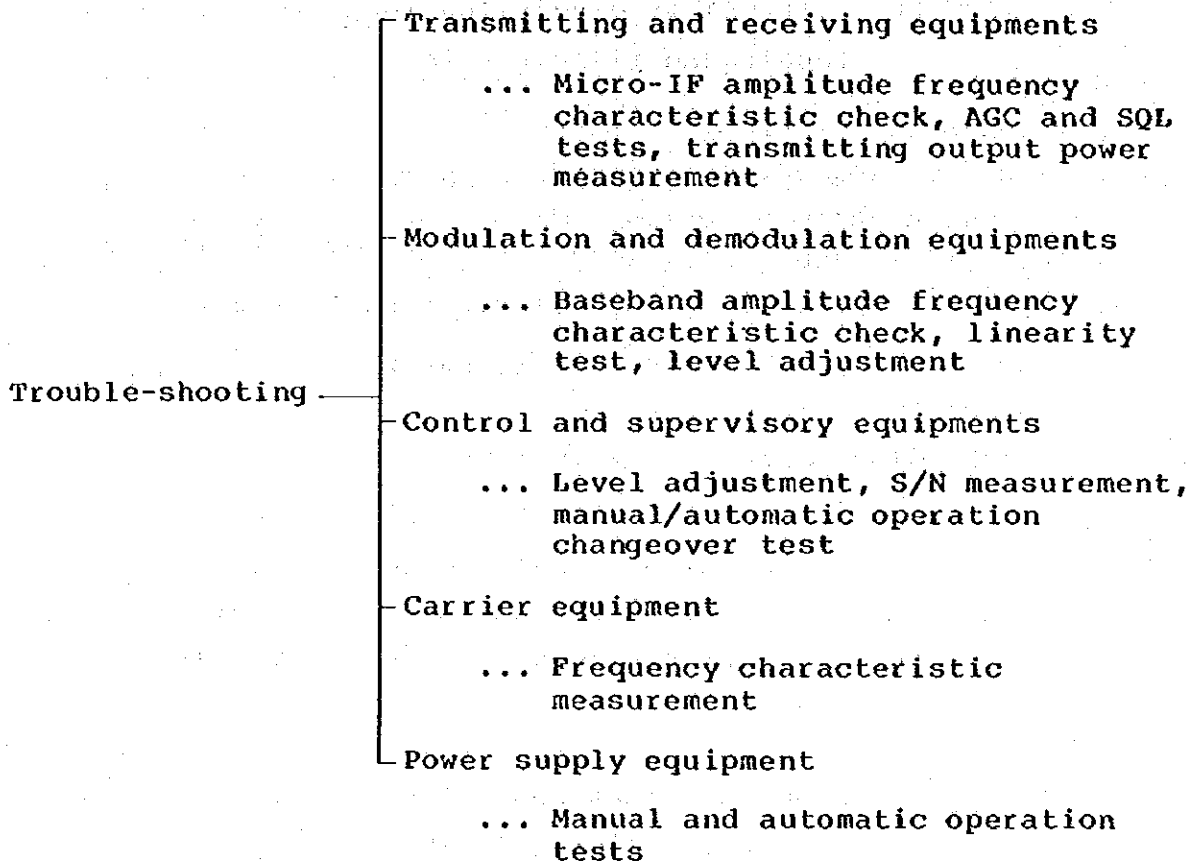 Transmitting and receiving equipments
... Micro-IF amplitude frequency
characteristic check, AGC and SQL
tests, transmitting output power
measurement
Modulation and demodulation equipments
... Baseband amplitude frequency
characteristic check, linearity
test, level adjustment
Trouble-shooting
Control and supervisory equipments
... Level adjustment, S/N measurement,
manual/automatic operation
changeover test
Carrier equipment
... Frequency characteristic
measurement
Power supply equipment
... Manual and automatic operation
tests